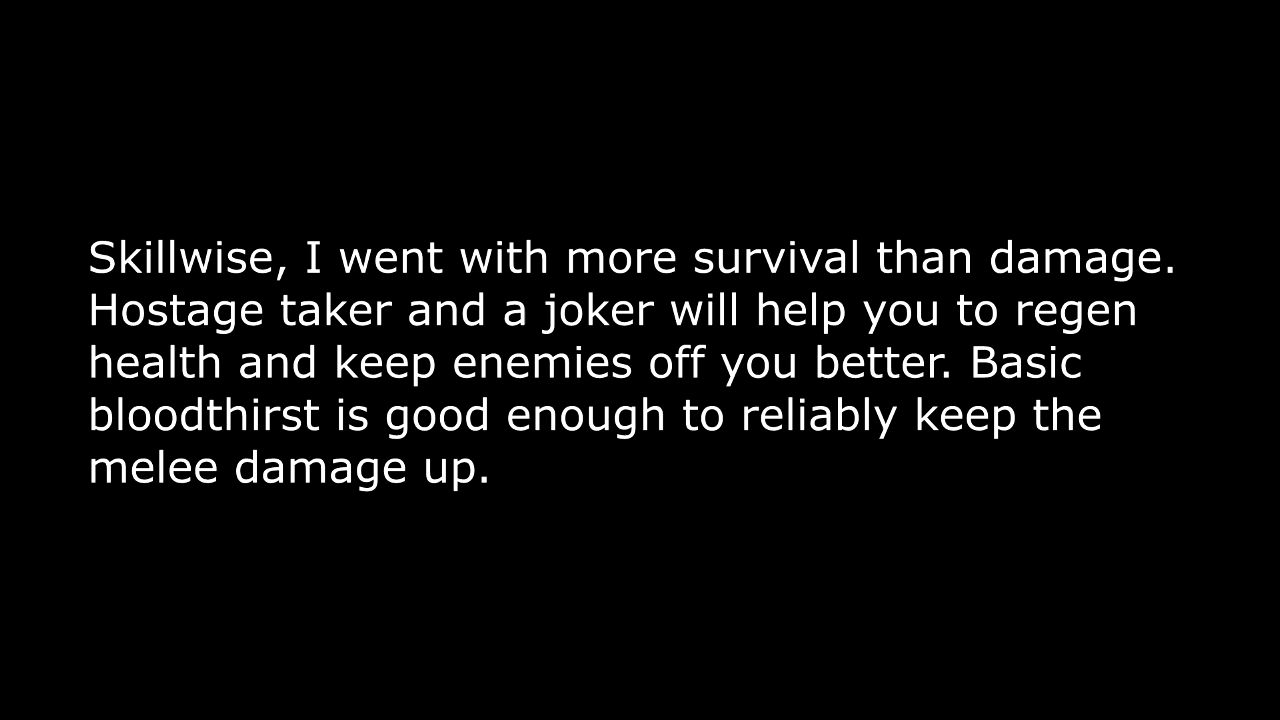 Skillwise, I went with more survival than damage.
Hostage taker and a joker will help you to regen
health and keep enemies off you better. Basic
bloodthirst is good enough to reliably keep the
melee damage up.